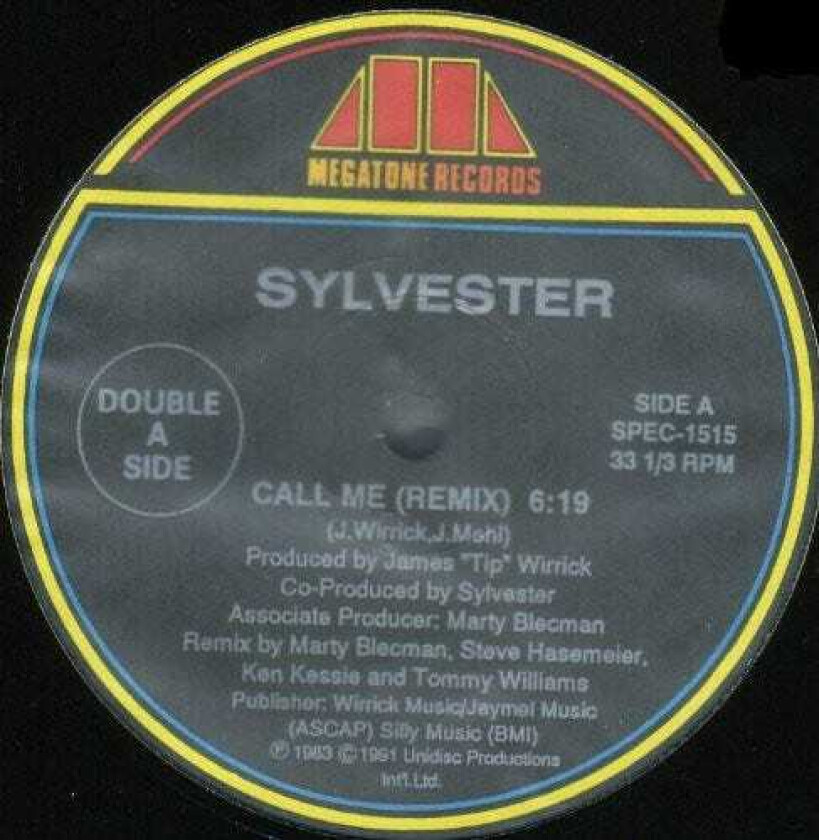 MEGATONE RECORDS
SYLVESTER
DOUBLE
A
SIDE
SIDE A
SPEC-1515
33 1/3 RPM
CALL ME (REMIX) 6:19
(J.Wirrick,J.Mehl)
Produced by James "Tip" Wirrick
Co-Produced by Sylvester
Associate Producer: Marty Blecman
Remix by Marty Blecman, Steve Hasemeier,
Ken Kessie and Tommy Williams
Publisher: Wirrick Music/Jaymel Music
(ASCAP) Silly Music (BMI)
℗ 1983 © 1991 Unidisc Productions
Int'l.Ltd.